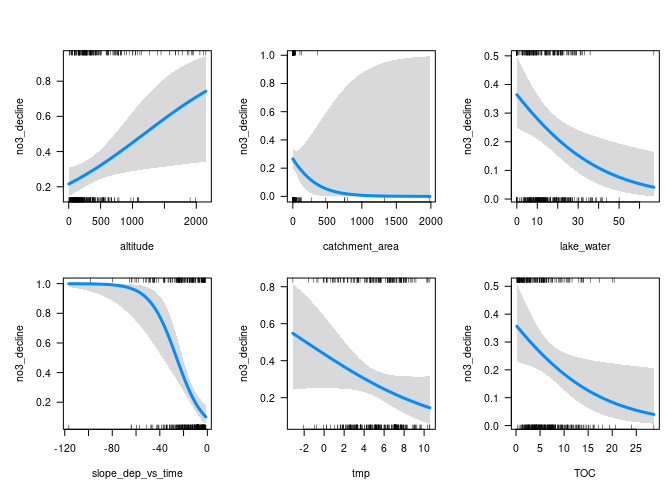 0.8
0.6
0.4
0.2
no3_decline
0 500 1000 2000
altitude
1.0
0.8
0.6
0.4
0.2
0.0
no3_decline
0 500 1000 1500 2000
catchment_area
0.5
0.4
0.3
0.2
0.1
0.0
no3_decline
0 10 20 30 50
lake_water
1.0
0.8
0.6
0.4
0.2
no3_decline
-120 -80 -40 0
slope_dep_vs_time
0.8
0.6
0.4
0.2
no3_decline
-2 0 2 4 6 8 10
tmp
0.5
0.4
0.3
0.2
0.1
0.0
no3_decline
0 5 10 15 20 25
TOC